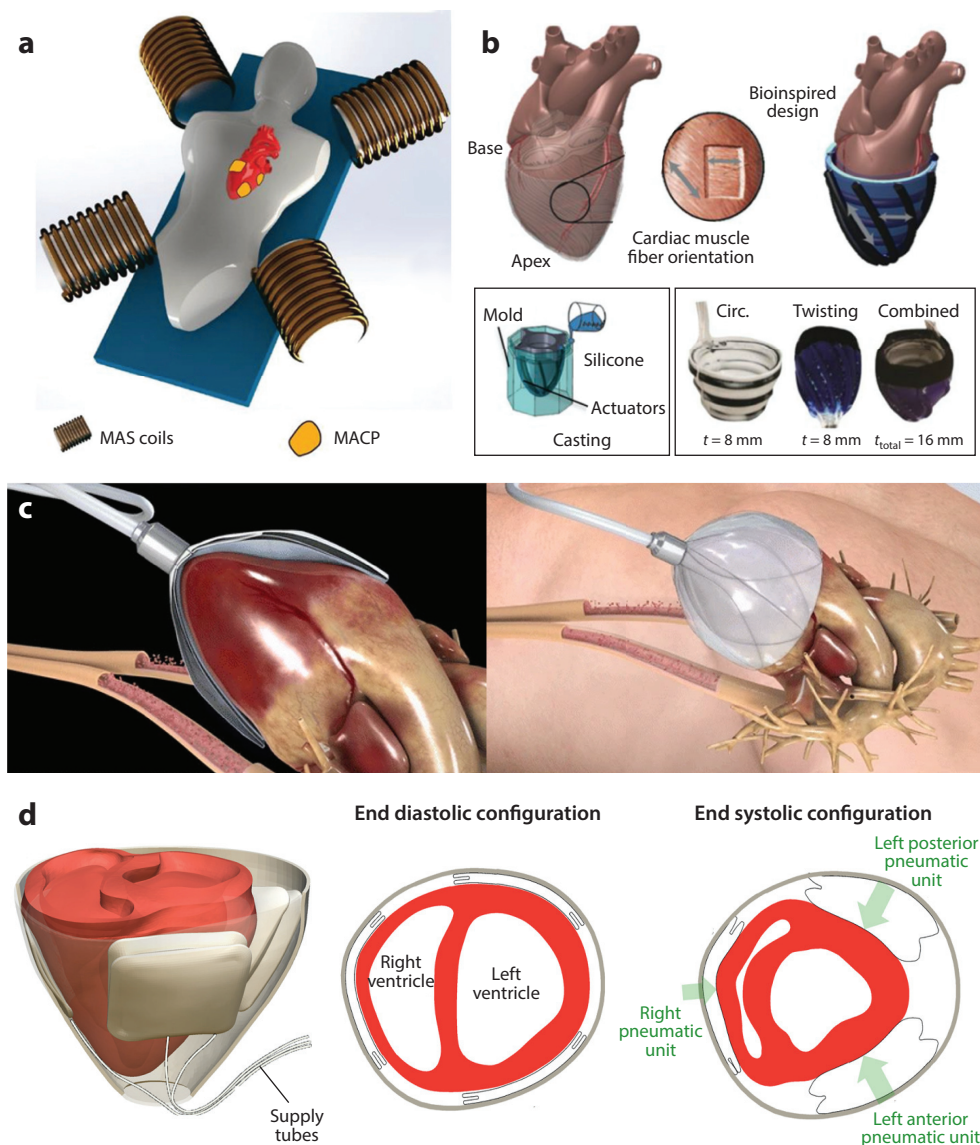 a
MAS coils
MACP
b
Base
Apex
Cardiac muscle
fiber orientation
Bioinspired
design
Mold
Silicone
Actuators
Casting
Circ.
Twisting
Combined
t = 8 mm
t = 8 mm
t_total = 16 mm
c
d
Supply
tubes
End diastolic configuration
Right
ventricle
Left
ventricle
End systolic configuration
Left posterior
pneumatic
unit
Right
pneumatic
unit
Left anterior
pneumatic unit